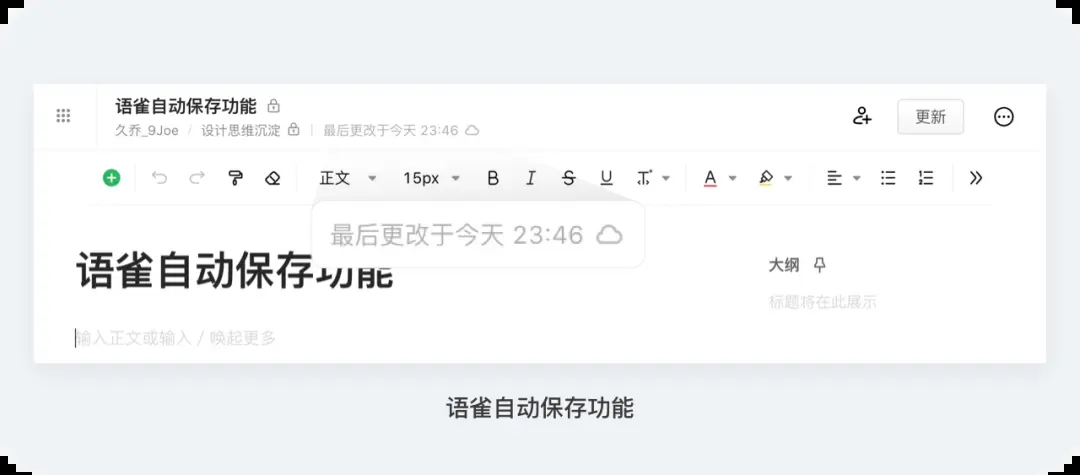 语雀自动保存功能
久乔_9Joe / 设计思维沉淀 | 最后更改于今天 23:46
更新
正文 15px B I S U T A
最后更改于今天 23:46
语雀自动保存功能
大纲
标题将在此展示
输入正文或输入 / 唤起更多
语雀自动保存功能